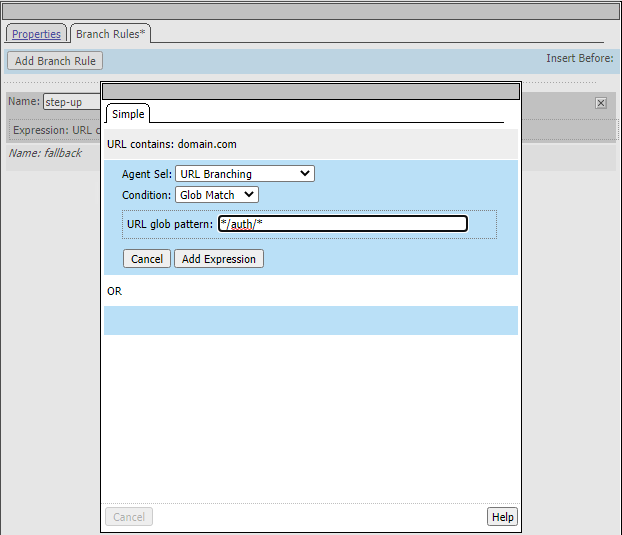 Properties
Branch Rules*
Add Branch Rule
Insert Before:
Name: step-up
Expression: URL c
Name: fallback
Simple
URL contains: domain.com
Agent Sel: URL Branching
Condition: Glob Match
URL glob pattern: */auth/*
Cancel
Add Expression
OR
Cancel
Help